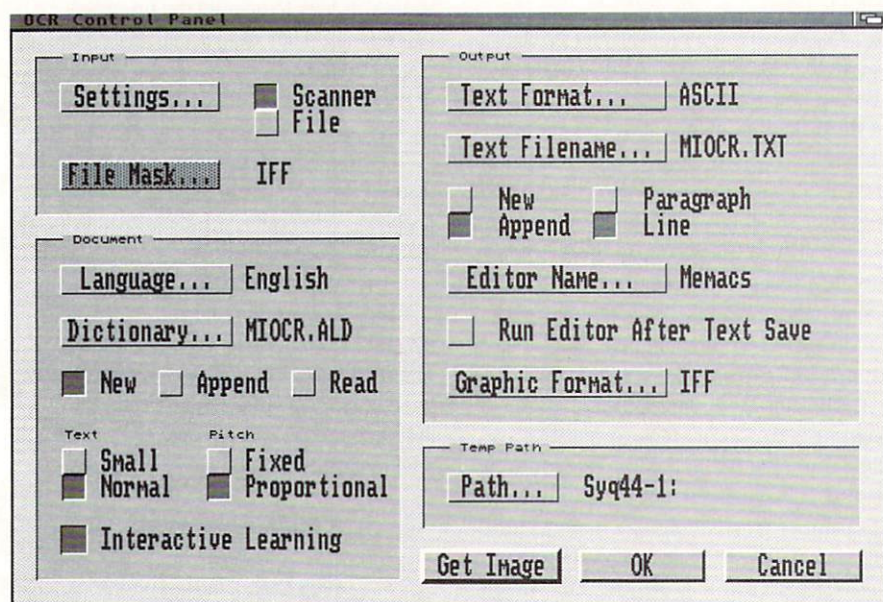 OCR Control Panel
Input
Settings...
Scanner
File
File Mask...
IFF
Document
Language...
English
Dictionary...
MIOCR.ALD
New
Append
Read
Text
Pitch
Small
Fixed
Normal
Proportional
Interactive Learning
Output
Text Format...
ASCII
Text Filename...
MIOCR.TXT
New
Paragraph
Append
Line
Editor Name...
Memacs
Run Editor After Text Save
Graphic Format...
IFF
Temp Path
Path...
Syq44-1:
Get Image
OK
Cancel